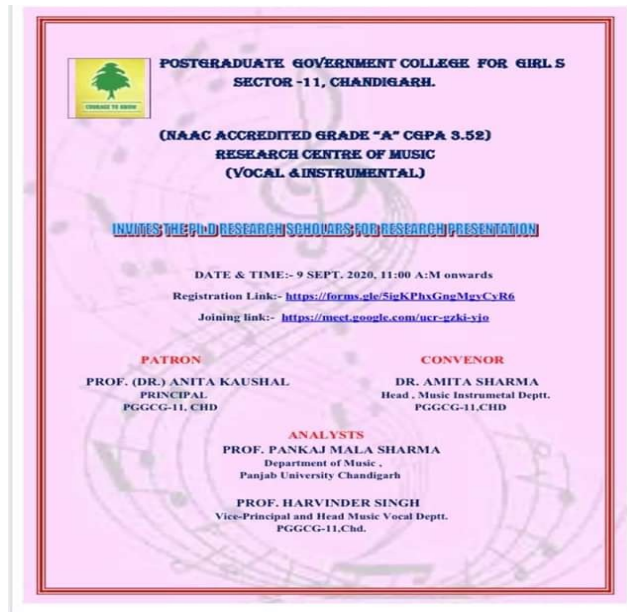 POSTGRADUATE GOVERNMENT COLLEGE FOR GIRL S
SECTOR -11, CHANDIGARH.
COURAGE TO KNOW
(NAAC ACCREDITED GRADE "A" CGPA 3.52)
RESEARCH CENTRE OF MUSIC
(VOCAL &INSTRUMENTAL)
INVITES THE Ph.D RESEARCH SCHOLARS FOR RESEARCH PRESENTATION
DATE & TIME:- 9 SEPT. 2020, 11:00 A:M onwards
Registration Link:- https://forms.gle/5igKPhxGngMgyCyR6
Joining link:- https://meet.google.com/ucr-gzki-yjo
PATRON
PROF. (DR.) ANITA KAUSHAL
PRINCIPAL
PGGCG-11, CHD
CONVENOR
DR. AMITA SHARMA
Head , Music Instrumetal Deptt.
PGGCG-11,CHD
ANALYSTS
PROF. PANKAJ MALA SHARMA
Department of Music ,
Panjab University Chandigarh
PROF. HARVINDER SINGH
Vice-Principal and Head Music Vocal Deptt.
PGGCG-11,Chd.